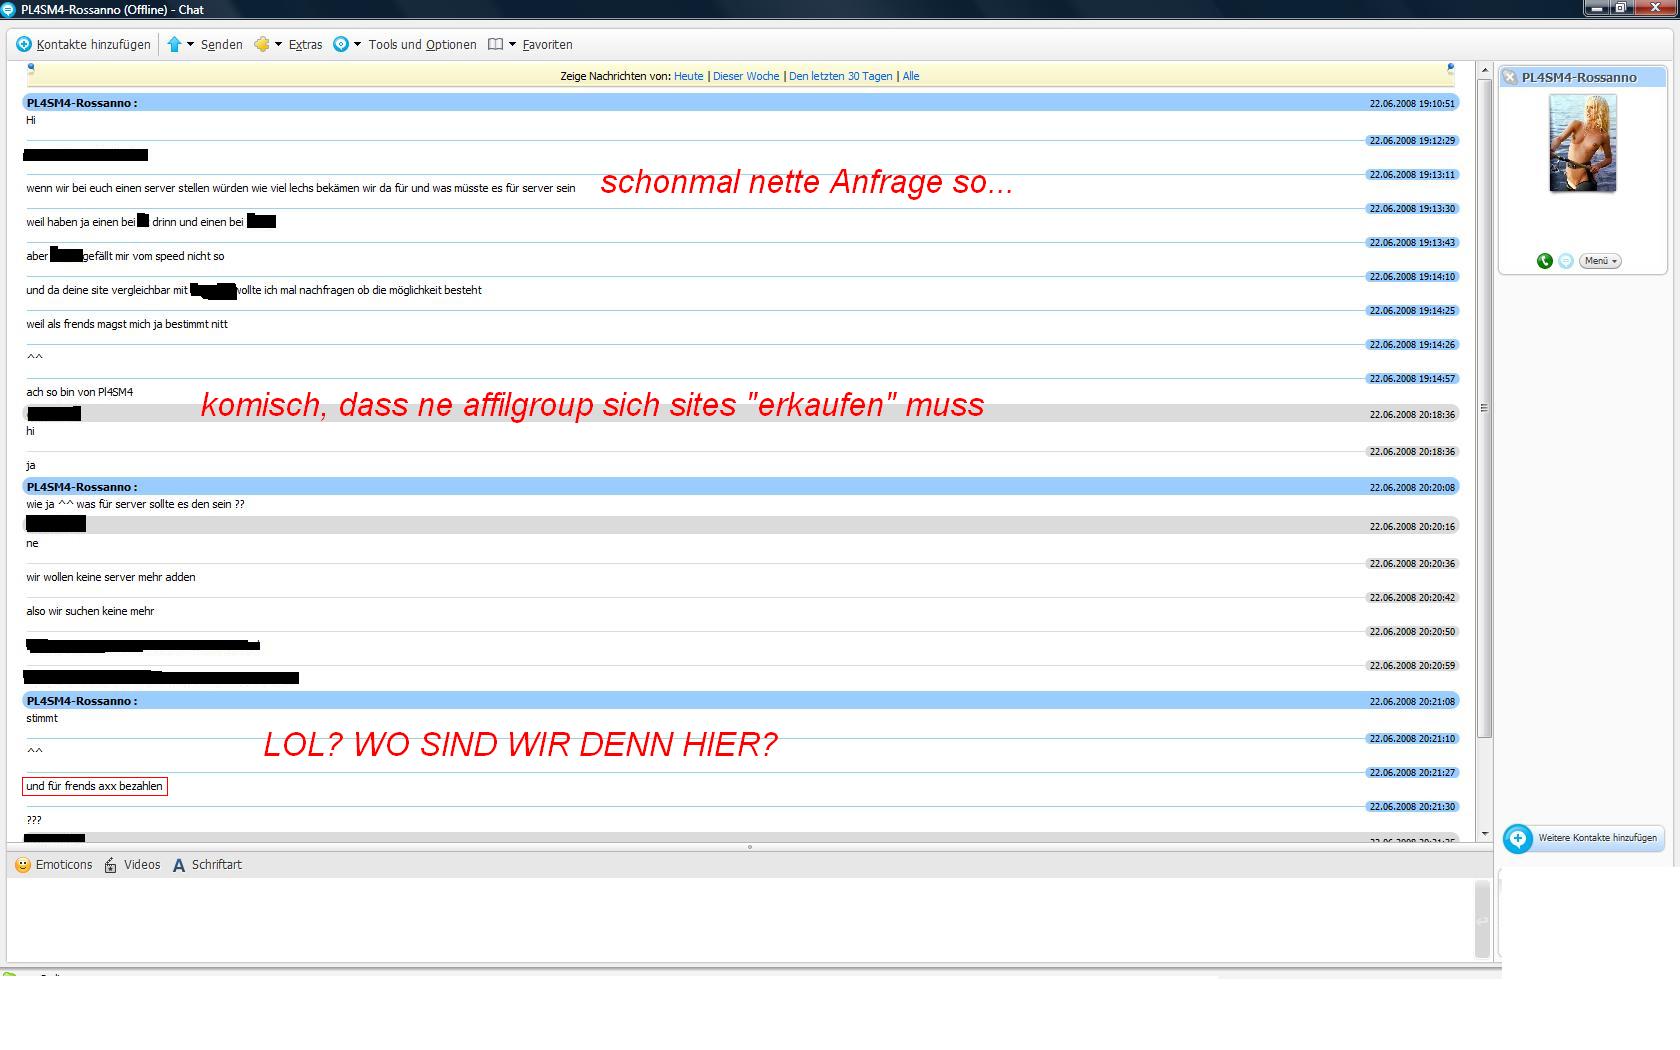 PL4SM4-Rossanno (Offline) - Chat
Kontakte hinzufügen Senden Extras Tools und Optionen Favoriten
Zeige Nachrichten von: Heute | Dieser Woche | Den letzten 30 Tagen | Alle
PL4SM4-Rossanno
Menü
PL4SM4-Rossanno : 22.06.2008 19:10:51
Hi
22.06.2008 19:12:29
22.06.2008 19:13:11
wenn wir bei euch einen server stellen würden wie viel lechs bekämen wir da für und was müsste es für server sein
schonmal nette Anfrage so...
22.06.2008 19:13:30
weil haben ja einen bei drinn und einen bei
22.06.2008 19:13:43
aber gefällt mir vom speed nicht so
22.06.2008 19:14:10
und da deine site vergleichbar mit wollte ich mal nachfragen ob die möglichkeit besteht
22.06.2008 19:14:25
weil als frends magst mich ja bestimmt nitt
22.06.2008 19:14:26
^^
22.06.2008 19:14:57
ach so bin von Pl4SM4
komisch, dass ne affilgroup sich sites "erkaufen" muss
22.06.2008 20:18:36
hi
22.06.2008 20:18:36
ja
PL4SM4-Rossanno : 22.06.2008 20:20:08
wie ja ^^ was für server sollte es den sein ??
22.06.2008 20:20:16
ne
22.06.2008 20:20:36
wir wollen keine server mehr adden
22.06.2008 20:20:42
also wir suchen keine mehr
22.06.2008 20:20:50
22.06.2008 20:20:59
PL4SM4-Rossanno : 22.06.2008 20:21:08
stimmt
22.06.2008 20:21:10
^^
LOL? WO SIND WIR DENN HIER?
22.06.2008 20:21:27
und für frends axx bezahlen
22.06.2008 20:21:30
???
Weitere Kontakte hinzufügen
Emoticons Videos Schriftart